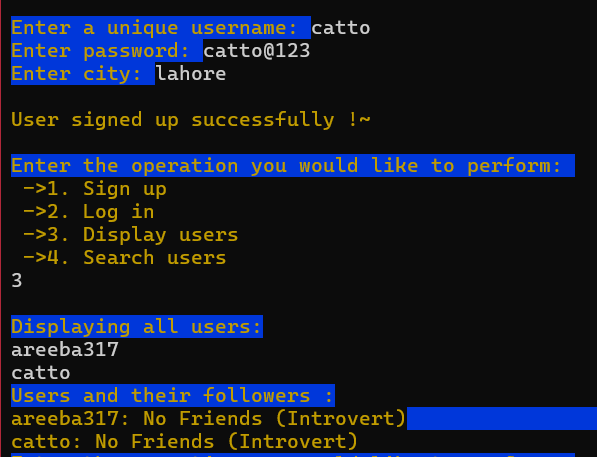 Enter a unique username: catto
Enter password: catto@123
Enter city: lahore
User signed up successfully !~
Enter the operation you would like to perform:
->1. Sign up
->2. Log in
->3. Display users
->4. Search users
3
Displaying all users:
areeba317
catto
Users and their followers :
areeba317: No Friends (Introvert)
catto: No Friends (Introvert)